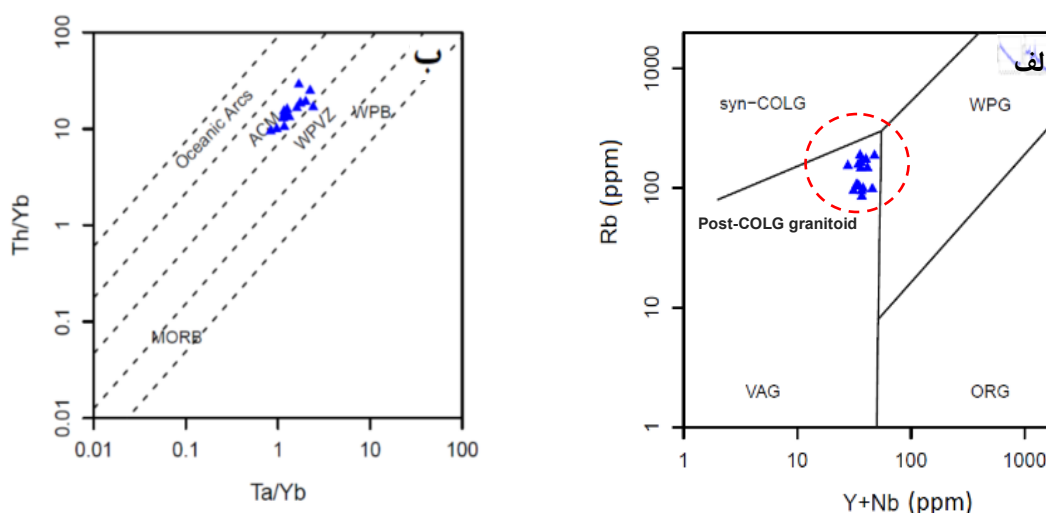 ب
100
10
1
0.1
0.01
Th/Yb
Oceanic Arcs
ACM
WPVZ
WPB
MORB
0.01
0.1
1
10
100
Ta/Yb
لف
1000
100
10
1
Rb (ppm)
syn-COLG
WPG
Post-COLG granitoid
VAG
ORG
1
10
100
1000
Y+Nb (ppm)